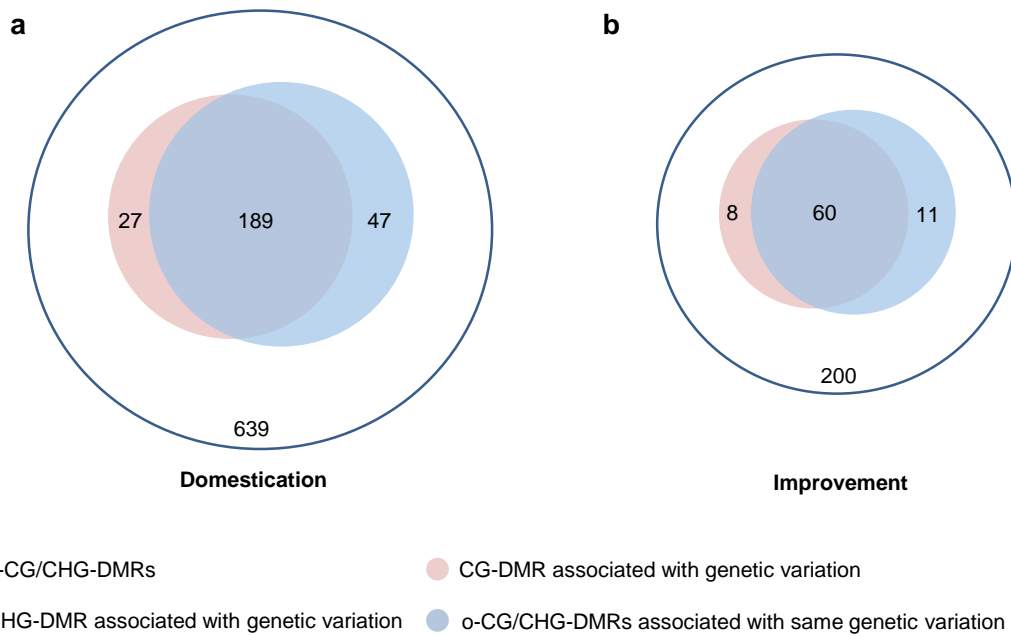 a
b
27
189
47
8
60
11
639
200
Domestication
Improvement
-CG/CHG-DMRs
CG-DMR associated with genetic variation
HG-DMR associated with genetic variation
o-CG/CHG-DMRs associated with same genetic variation